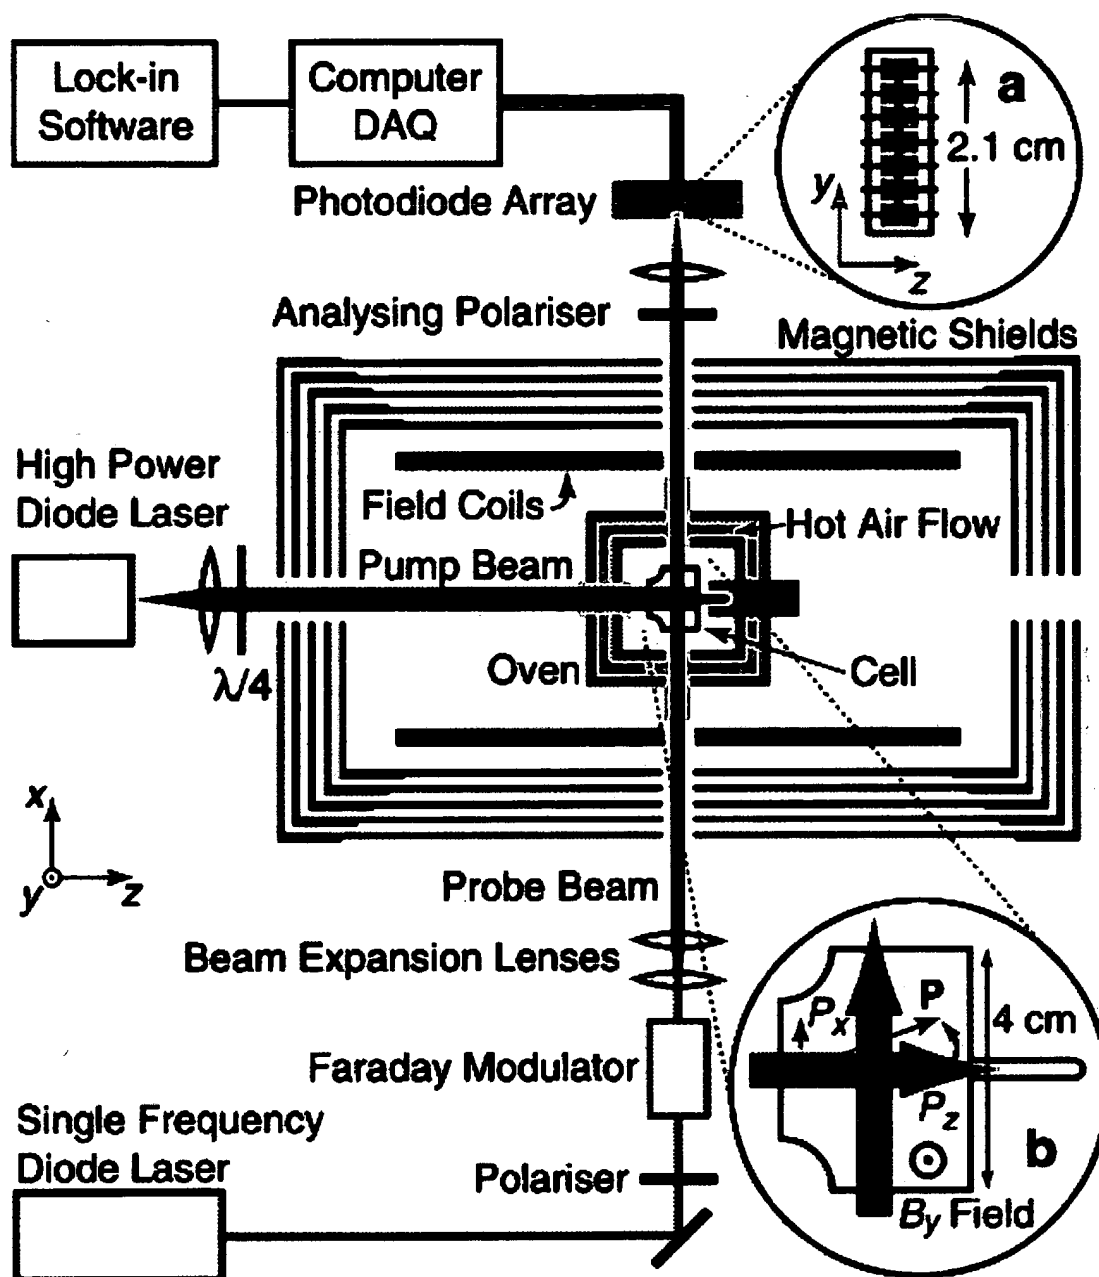 Lock-in
Software
Computer
DAQ
Photodiode Array
a
2.1 cm
y
z
Analysing Polariser
Magnetic Shields
High Power
Diode Laser
Field Coils
Hot Air Flow
Pump Beam
λ/4
Oven
Cell
x
y
z
Probe Beam
Beam Expansion Lenses
Px
P
4 cm
Faraday Modulator
Pz
Single Frequency
Diode Laser
b
Polariser
By Field